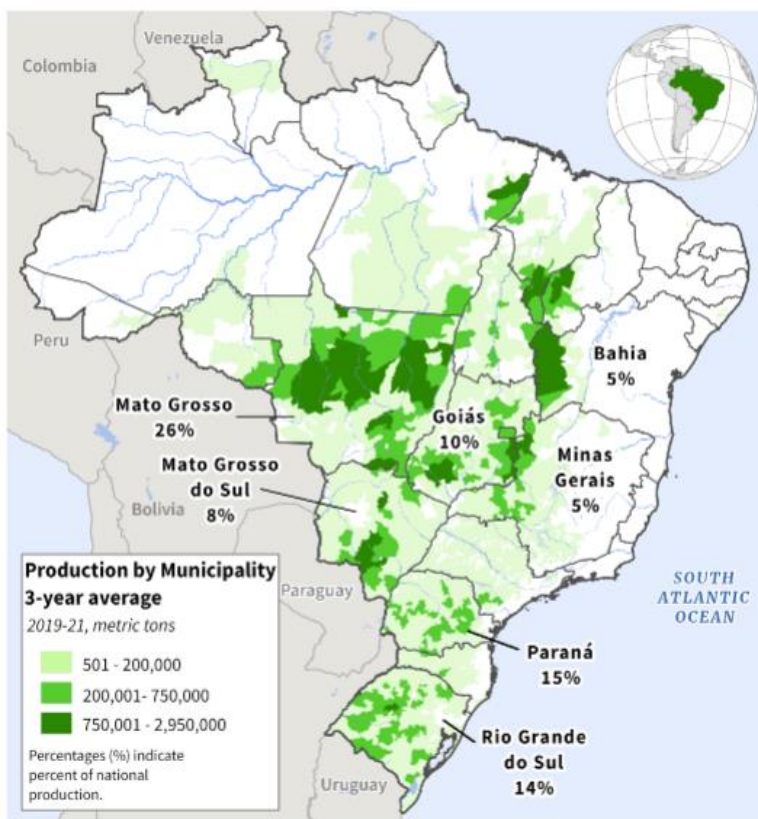 Venezuela
Colombia
Peru
Bahia
5%
Mato Grosso
26%
Goiás
10%
Minas
Gerais
5%
Mato Grosso
do Sul
8%
Bolivia
Production by Municipality
3-year average
2019-21, metric tons
501 - 200,000
200,001- 750,000
750,001 - 2,950,000
Percentages (%) indicate
percent of national
production.
Paraguay
SOUTH
ATLANTIC
OCEAN
Paraná
15%
Rio Grande
do Sul
14%
Uruguay